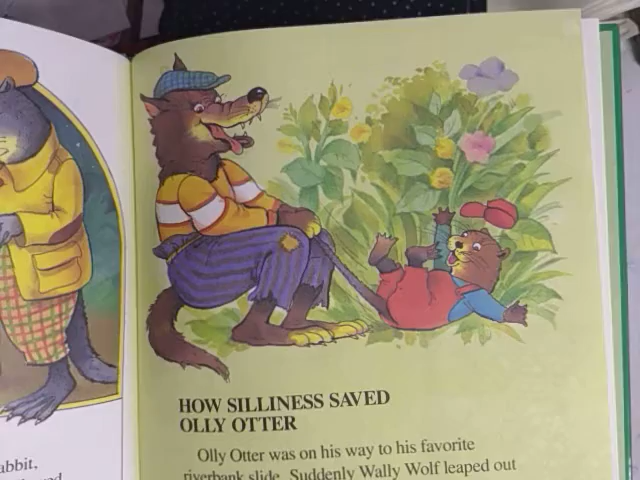 abbit,
HOW SILLINESS SAVED
OLLY OTTER
Olly Otter was on his way to his favorite
riverbank slide. Suddenly Wally Wolf leaped out